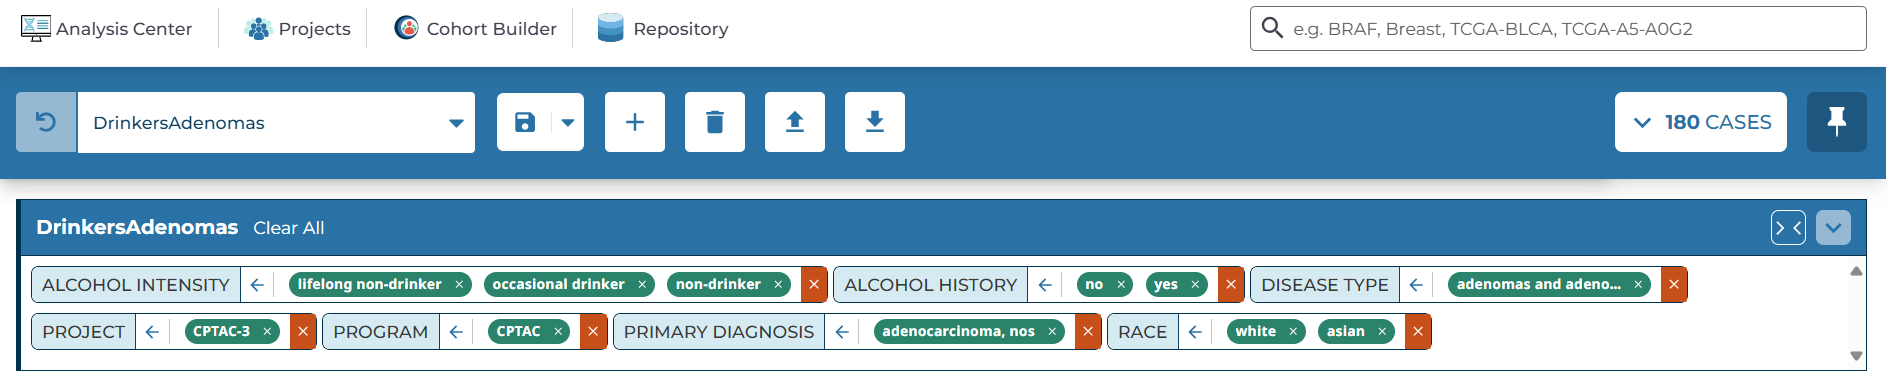 Analysis Center Projects Cohort Builder Repository e.g. BRAF, Breast, TCGA-BLCA, TCGA-A5-A0G2
DrinkersAdenomas 180 CASES
DrinkersAdenomas Clear All
ALCOHOL INTENSITY lifelong non-drinker occasional drinker non-drinker ALCOHOL HISTORY no yes DISEASE TYPE adenomas and adeno...
PROJECT CPTAC-3 PROGRAM CPTAC PRIMARY DIAGNOSIS adenocarcinoma, nos RACE white asian